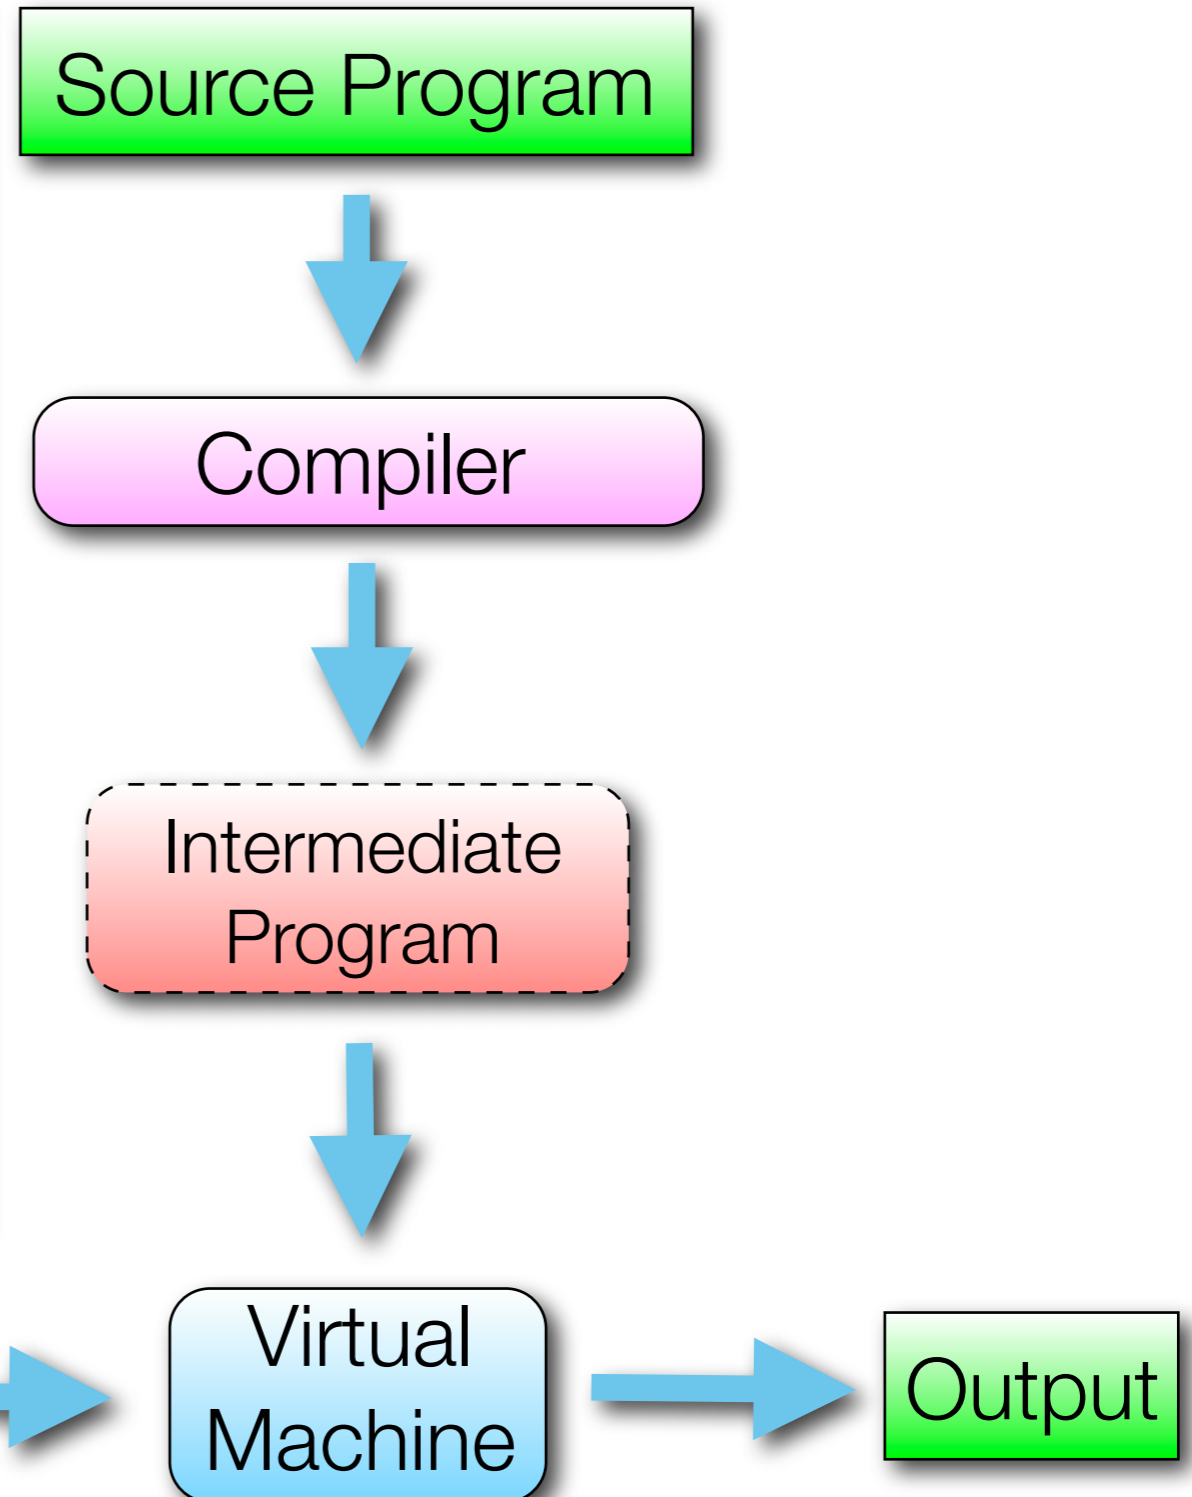 Source Program
Compiler
Intermediate
Program
Virtual
Machine
Output